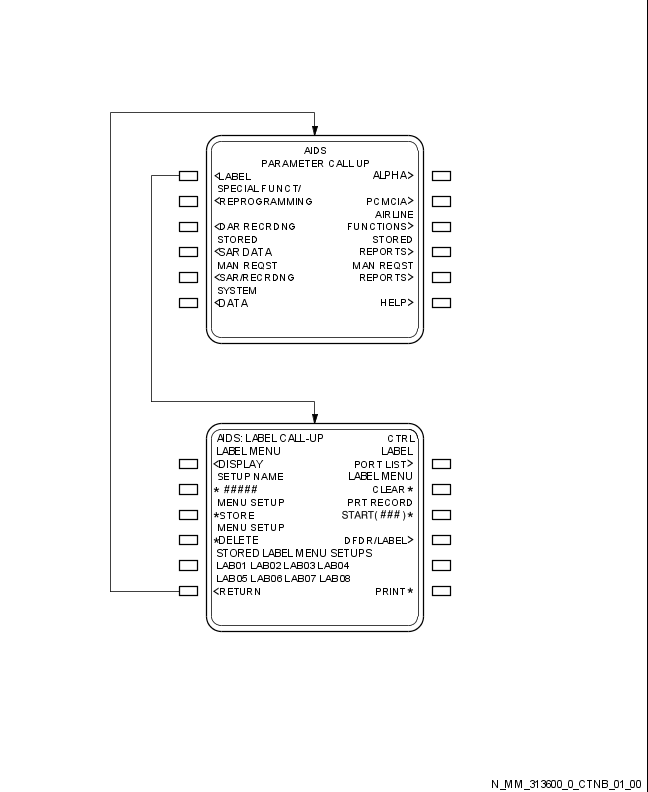 AIDS
PARAMETER CALL UP
<LABEL ALPHA>
SPECIAL FUNCT/
<REPROGRAMMING PCMCIA>
AIRLINE
<DAR RECRDNG FUNCTIONS>
STORED STORED
<SAR DATA REPORTS>
MAN REQST MAN REQST
<SAR/RECRDNG REPORTS>
SYSTEM
<DATA HELP>
AIDS: LABEL CALL-UP CTRL
LABEL MENU LABEL
<DISPLAY PORT LIST>
SETUP NAME LABEL MENU
* ##### CLEAR *
MENU SETUP PRT RECORD
*STORE START( ### ) *
MENU SETUP
*DELETE DFDR/LABEL>
STORED LABEL MENU SETUPS
LAB01 LAB02 LAB03 LAB04
LAB05 LAB06 LAB07 LAB08
<RETURN PRINT *
N_MM_313600_0_CTNB_01_00